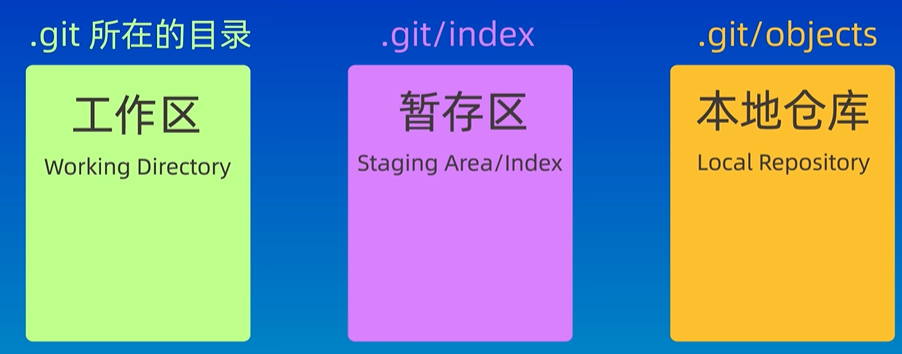 .git 所在的目录
.git/index
.git/objects
工作区
暂存区
本地仓库
Working Directory
Staging Area/Index
Local Repository